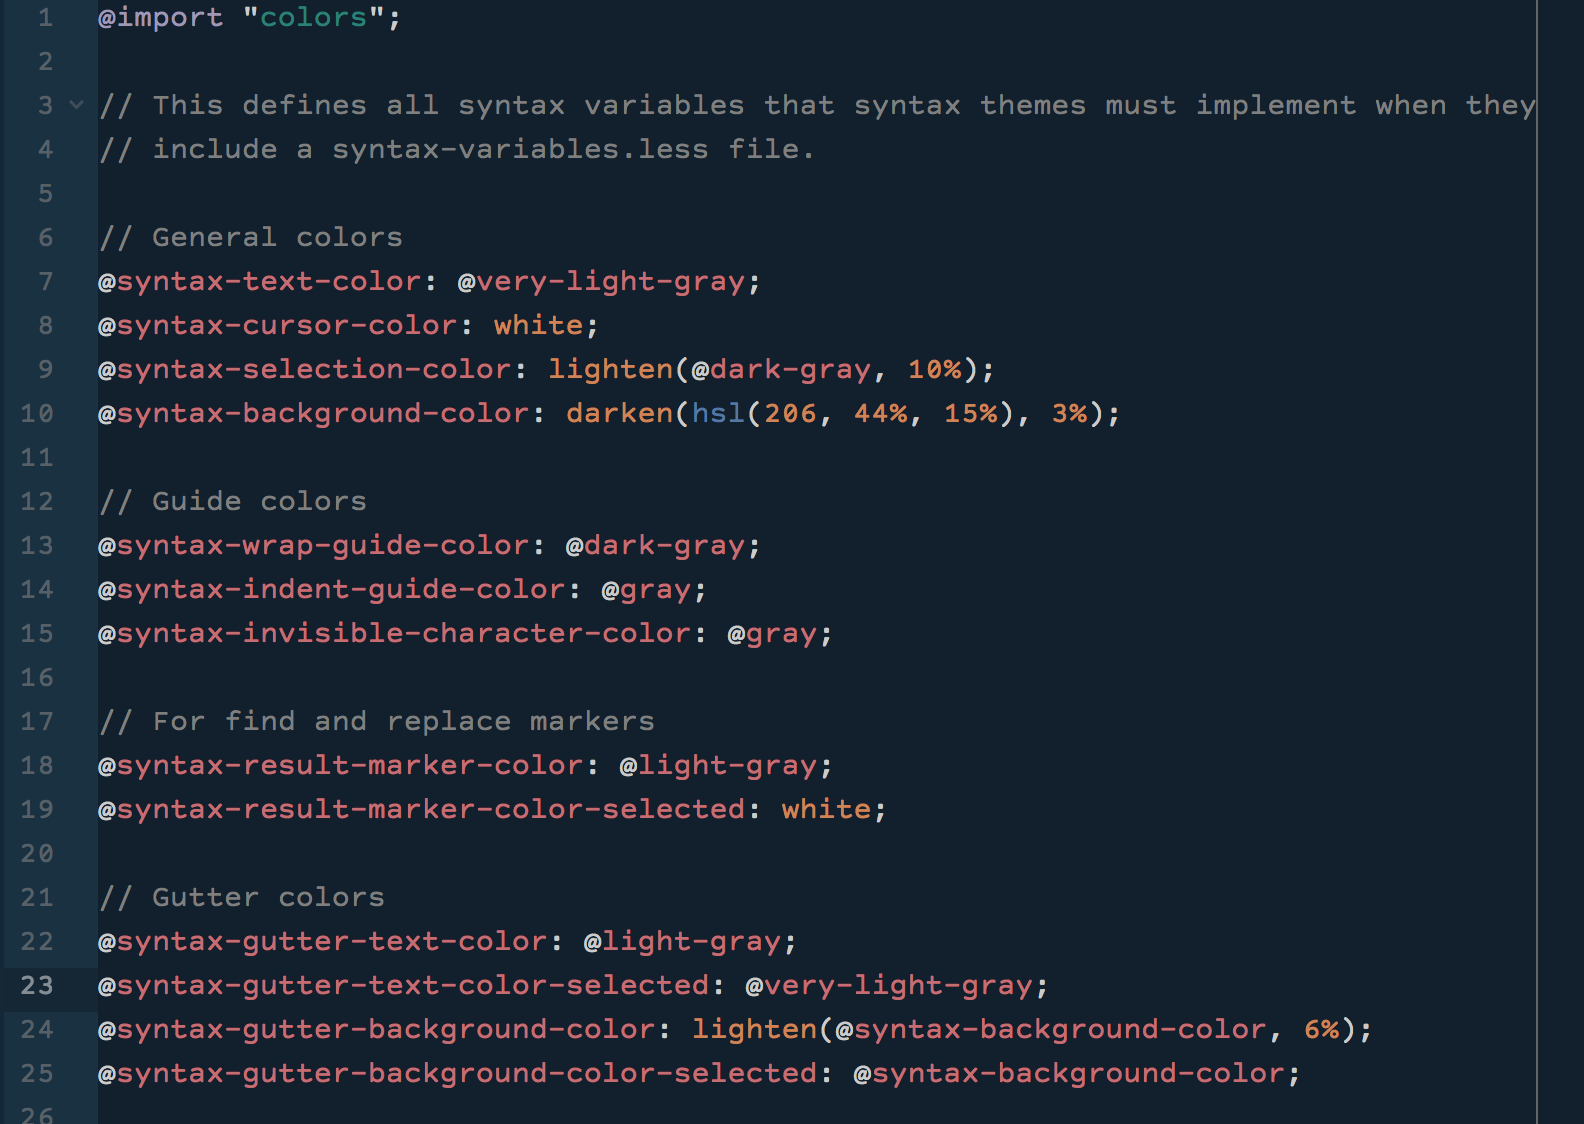 1 @import "colors";
2
3 // This defines all syntax variables that syntax themes must implement when they
4 // include a syntax-variables.less file.
5
6 // General colors
7 @syntax-text-color: @very-light-gray;
8 @syntax-cursor-color: white;
9 @syntax-selection-color: lighten(@dark-gray, 10%);
10 @syntax-background-color: darken(hsl(206, 44%, 15%), 3%);
11
12 // Guide colors
13 @syntax-wrap-guide-color: @dark-gray;
14 @syntax-indent-guide-color: @gray;
15 @syntax-invisible-character-color: @gray;
16
17 // For find and replace markers
18 @syntax-result-marker-color: @light-gray;
19 @syntax-result-marker-color-selected: white;
20
21 // Gutter colors
22 @syntax-gutter-text-color: @light-gray;
23 @syntax-gutter-text-color-selected: @very-light-gray;
24 @syntax-gutter-background-color: lighten(@syntax-background-color, 6%);
25 @syntax-gutter-background-color-selected: @syntax-background-color;
26